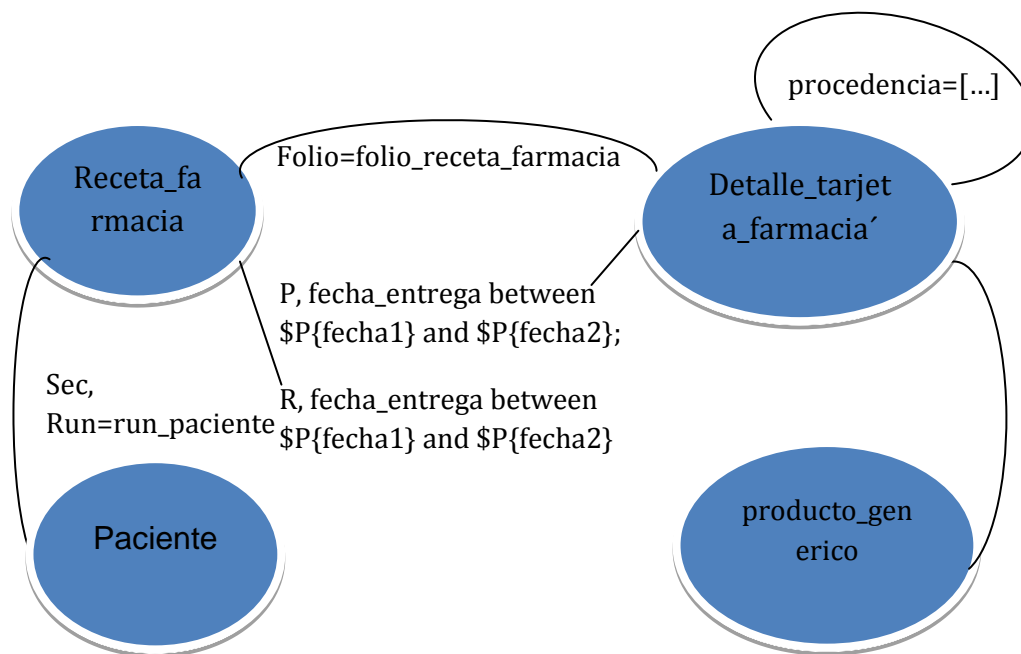 procedencia=[...]
Folio=folio_receta_farmacia
Receta_fa
rmacia
Detalle_tarjet
a_farmacia´
P, fecha_entrega between
$P{fecha1} and $P{fecha2};
Sec,
Run=run_paciente
R, fecha_entrega between
$P{fecha1} and $P{fecha2}
Paciente
producto_gen
erico